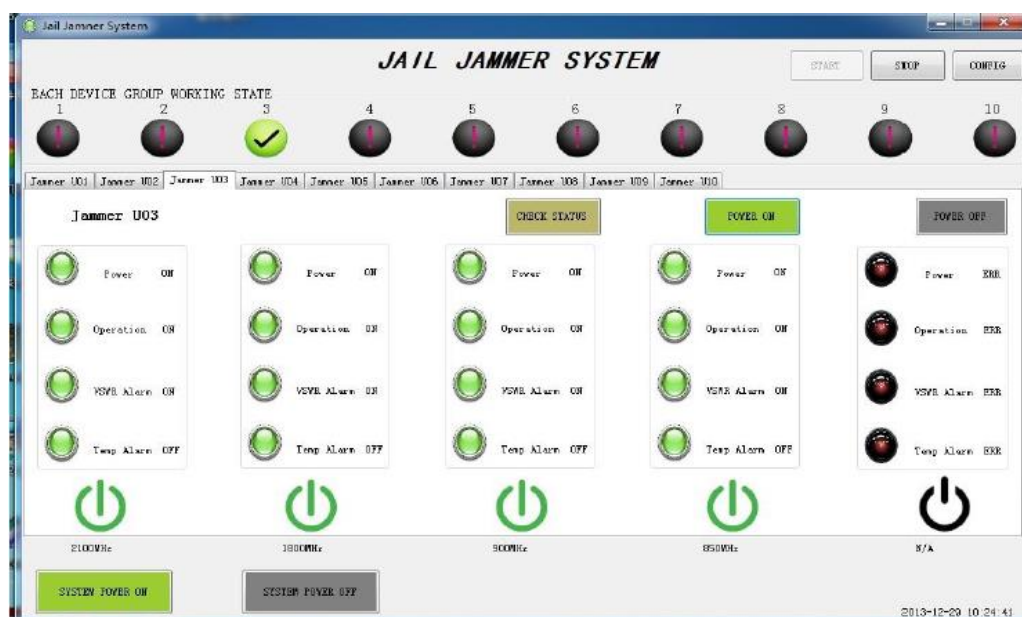 Jail Jamner System
JAIL JAMMER SYSTEM
START STOP CONFIG
EACH DEVICE GROUP WORKING STATE
1 2 3 4 5 6 7 8 9 10
Jammer U01 Jammer U02 Jammer U03 Jammer U04 Jammer U05 Jammer U06 Jammer U07 Jammer U08 Jammer U09 Jammer U10
Jammer U03 CHECK STATUS POWER ON POWER OFF
Power ON Power ON Power ON Power ON Power ERR
Operation ON Operation ON Operation ON Operation ON Operation ERR
VSWR Alarm ON VSWR Alarm ON VSWR Alarm ON VSWR Alarm ON VSWR Alarm ERR
Temp Alarm OFF Temp Alarm OFF Temp Alarm OFF Temp Alarm OFF Temp Alarm ERR
2100MHz 1800MHz 900MHz 850MHz N/A
SYSTEM POWER ON SYSTEM POWER OFF
2013-12-29 10:24:41